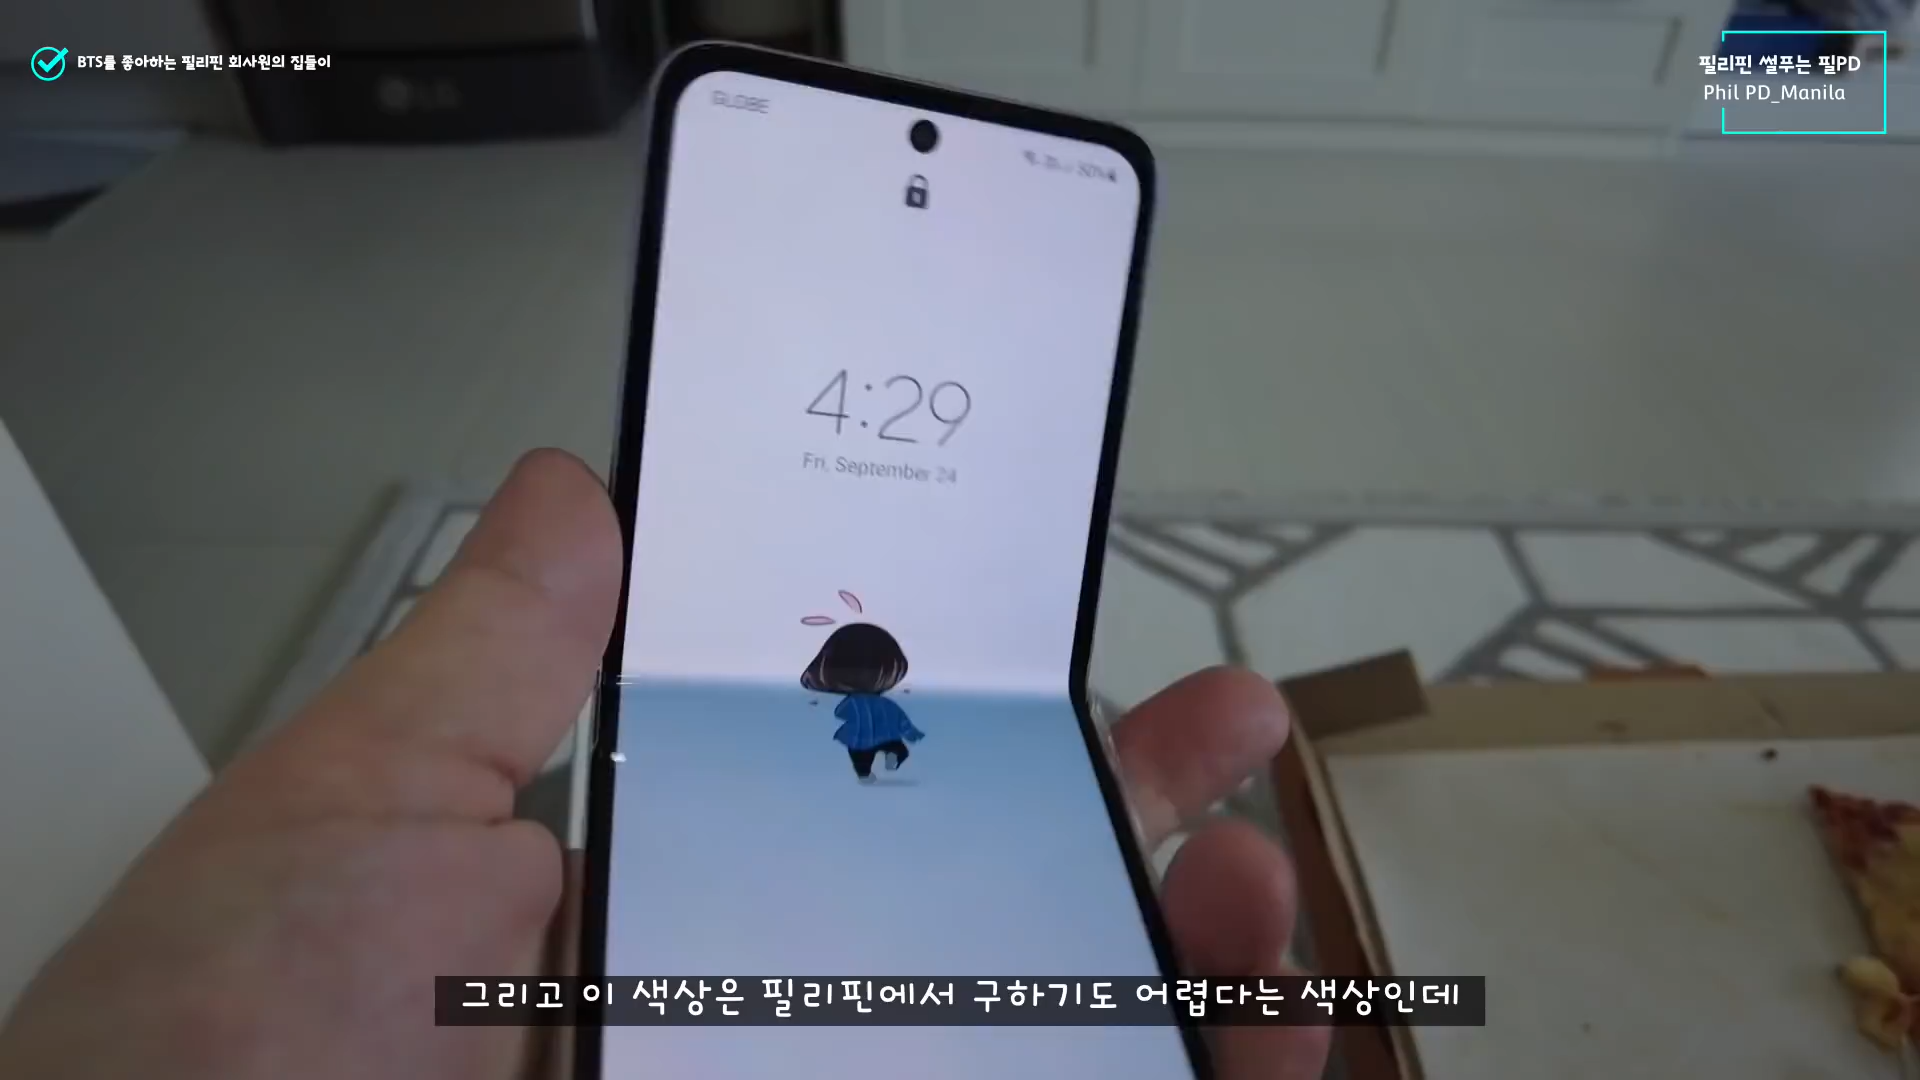 BTS를 좋아하는 필리핀 회사원의 집들이
필리핀 썰푸는 필PD
Phil PD_Manila
GLOBE
4:29
Fri, September 24
LG
그리고 이 색상은 필리핀에서 구하기도 어렵다는 색상인데